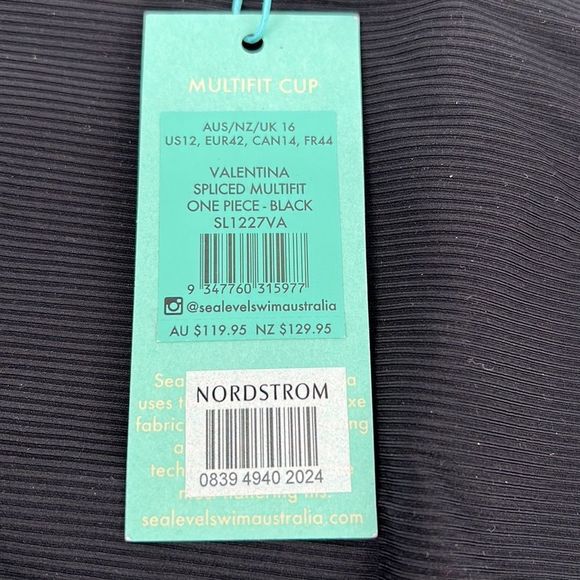 MULTIFIT CUP
AUS/NZ/UK 16
US12, EUR42, CAN14, FR44
VALENTINA
SPLICED MULTIFIT
ONE PIECE - BLACK
SL1227VA
9 347760 315977
@sealevelswimaustralia
AU $119.95 NZ $129.95
NORDSTROM
0839 4940 2024
sealevelswimaustralia.com